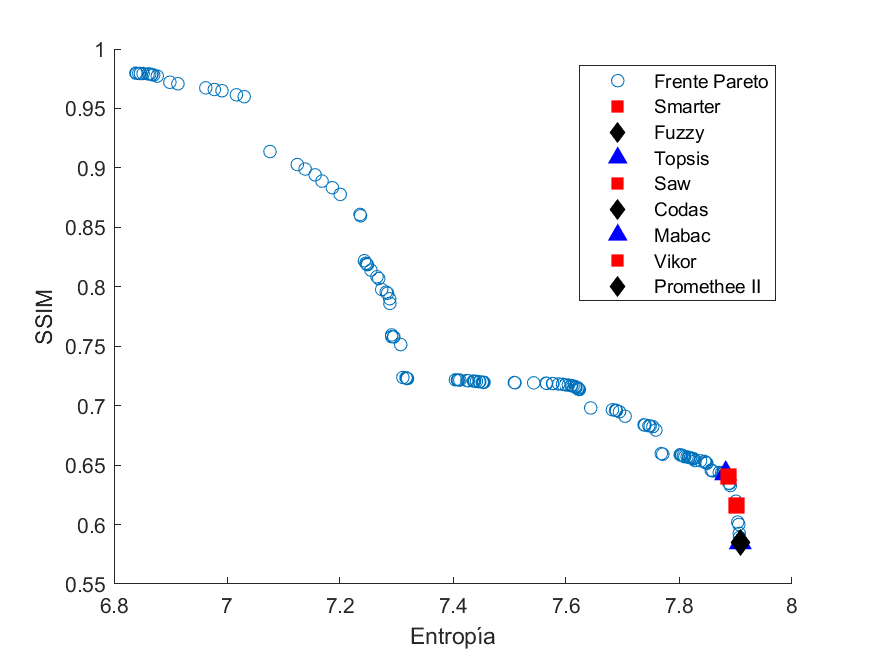 1
0.95
0.9
0.85
0.8
0.75
0.7
0.65
0.6
0.55
SSIM
Frente Pareto
Smarter
Fuzzy
Topsis
Saw
Codas
Mabac
Vikor
Promethee II
6.8 7 7.2 7.4 7.6 7.8 8
Entropía